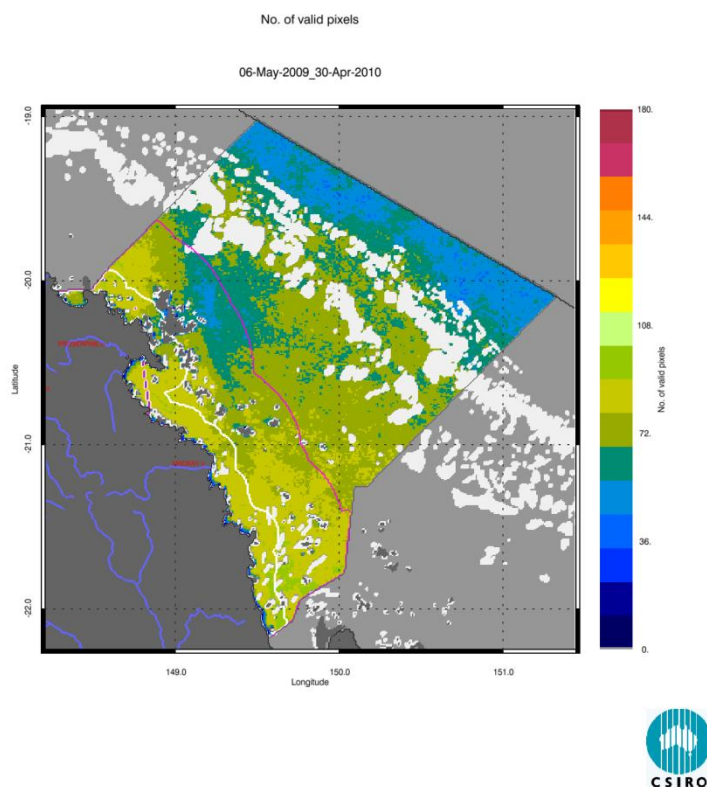 No. of valid pixels
06-May-2009_30-Apr-2010
180.
144.
108.
72.
36.
0.
No. of valid pixels
-19.0
-20.0
-21.0
-22.0
Latitude
149.0
150.0
151.0
Longitude
CSIRO